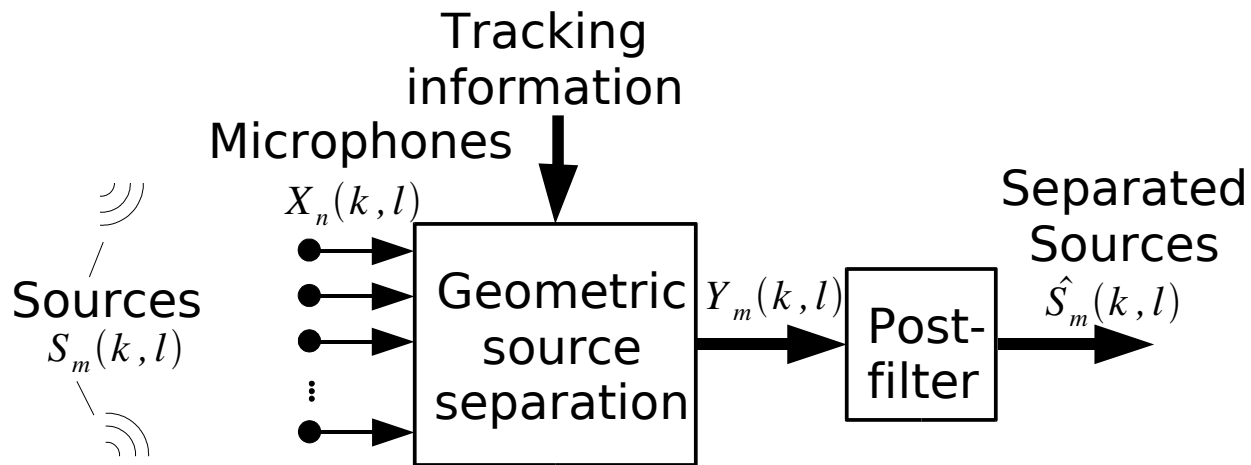 Tracking
information
Microphones
X_n(k,l)
Sources
S_m(k,l)
Geometric
source
separation
Y_m(k,l)
Post-
filter
Separated
Sources
Ŝ_m(k,l)